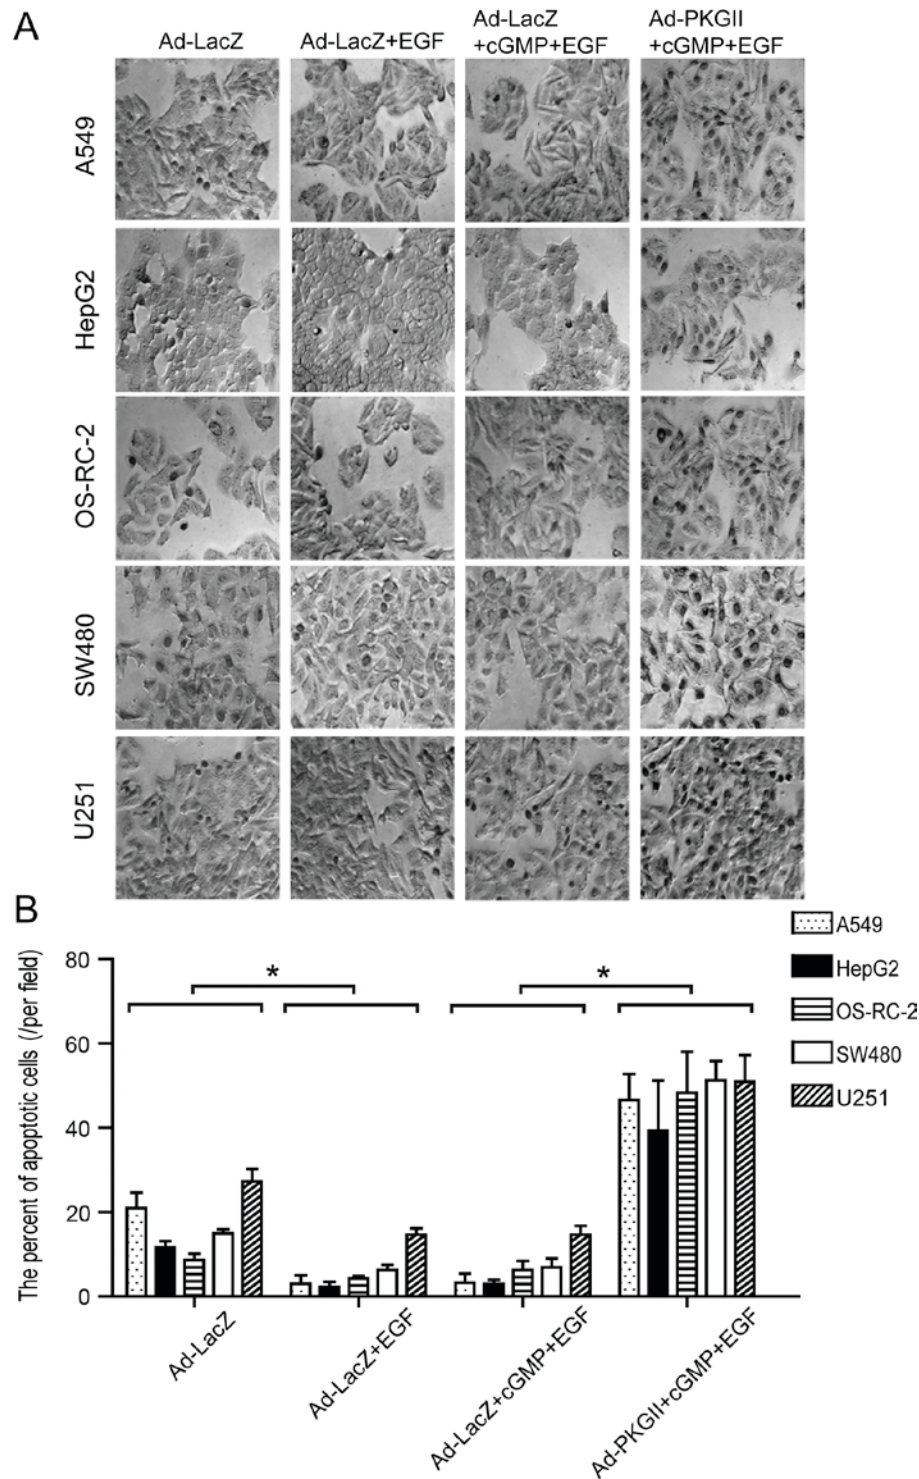 A
Ad-LacZ
Ad-LacZ+EGF
Ad-LacZ
+cGMP+EGF
Ad-PKGII
+cGMP+EGF
A549
HepG2
OS-RC-2
SW480
U251
B
The percent of apoptotic cells (/per field)
80
60
40
20
0
*
*
A549
HepG2
OS-RC-2
SW480
U251
Ad-LacZ
Ad-LacZ+EGF
Ad-LacZ+cGMP+EGF
Ad-PKGII+cGMP+EGF